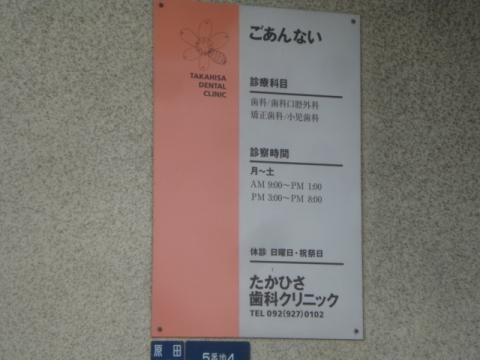 TAKAHISA
DENTAL
CLINIC
ごあんない
診療科目
歯科/歯科口腔外科
矯正歯科/小児歯科
診察時間
月〜土
AM 9:00〜PM 1:00
PM 3:00〜PM 8:00
休診 日曜日・祝祭日
たかひさ
歯科クリニック
TEL 092(927)0102
原田
5番地4